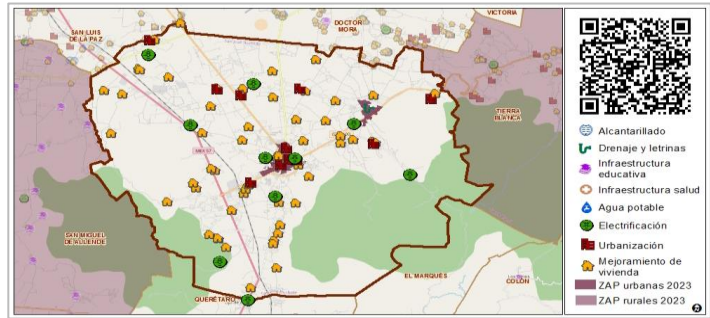 VICTORIA
DOCTOR
MORA
SAN LUIS
DE LA PAZ
TIERRA
BLANCA
SAN MIGUEL
DE ALLENDE
EL MARQUÉS
COLÓN
QUERÉTARO
Alcantarillado
Drenaje y letrinas
Infraestructura
educativa
Infraestructura salud
Agua potable
Electrificación
Urbanización
Mejoramiento de
vivienda
ZAP urbanas 2023
ZAP rurales 2023